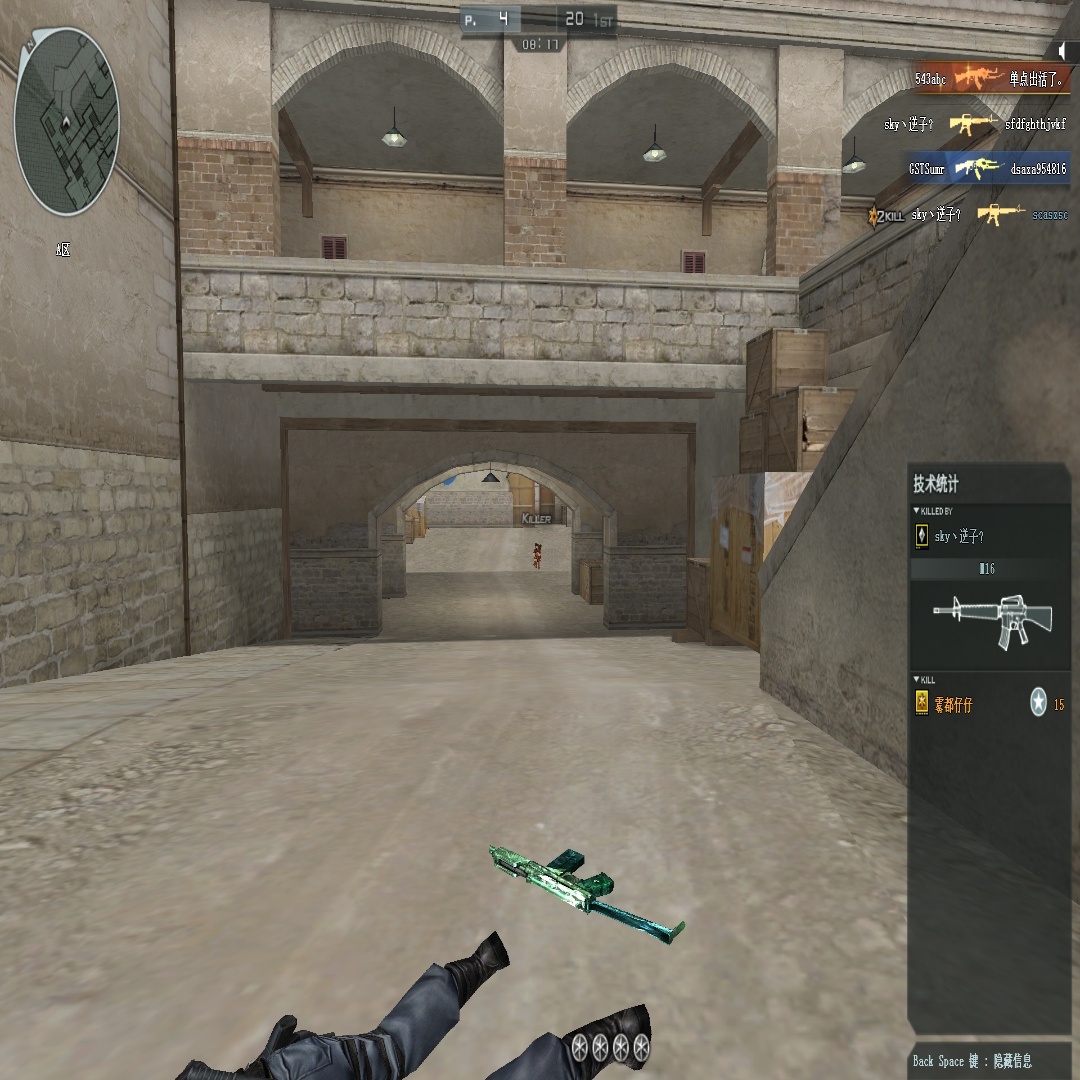 P. 4 20 1ST
08:17
N
A区
543abc 单点出活了。
sky丶逆子? sfdfghthjvkf
GSTSumr dsaza954816
2KILL sky丶逆子? scaszsc
KILLER
技术统计
▼KILLED BY
sky丶逆子?
M16
▼KILL
雾都仔仔 15
Back Space 键 : 隐藏信息